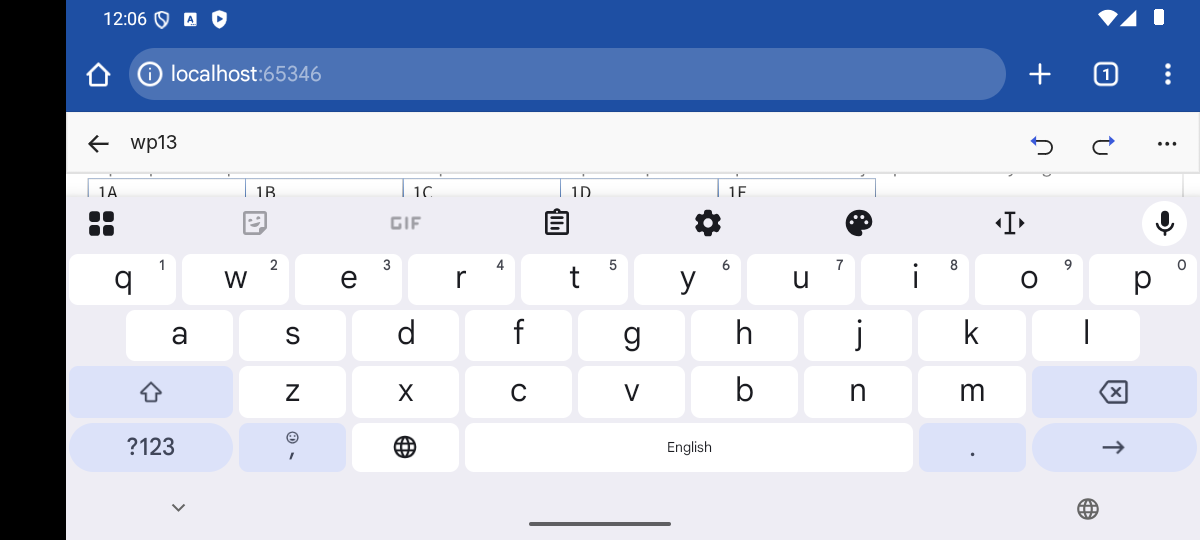 12:06
localhost:65346
1
wp13
1A 1B 1C 1D 1E
GIF
q 1 w 2 e 3 r 4 t 5 y 6 u 7 i 8 o 9 p 0
a s d f g h j k l
z x c v b n m
?123 , English .